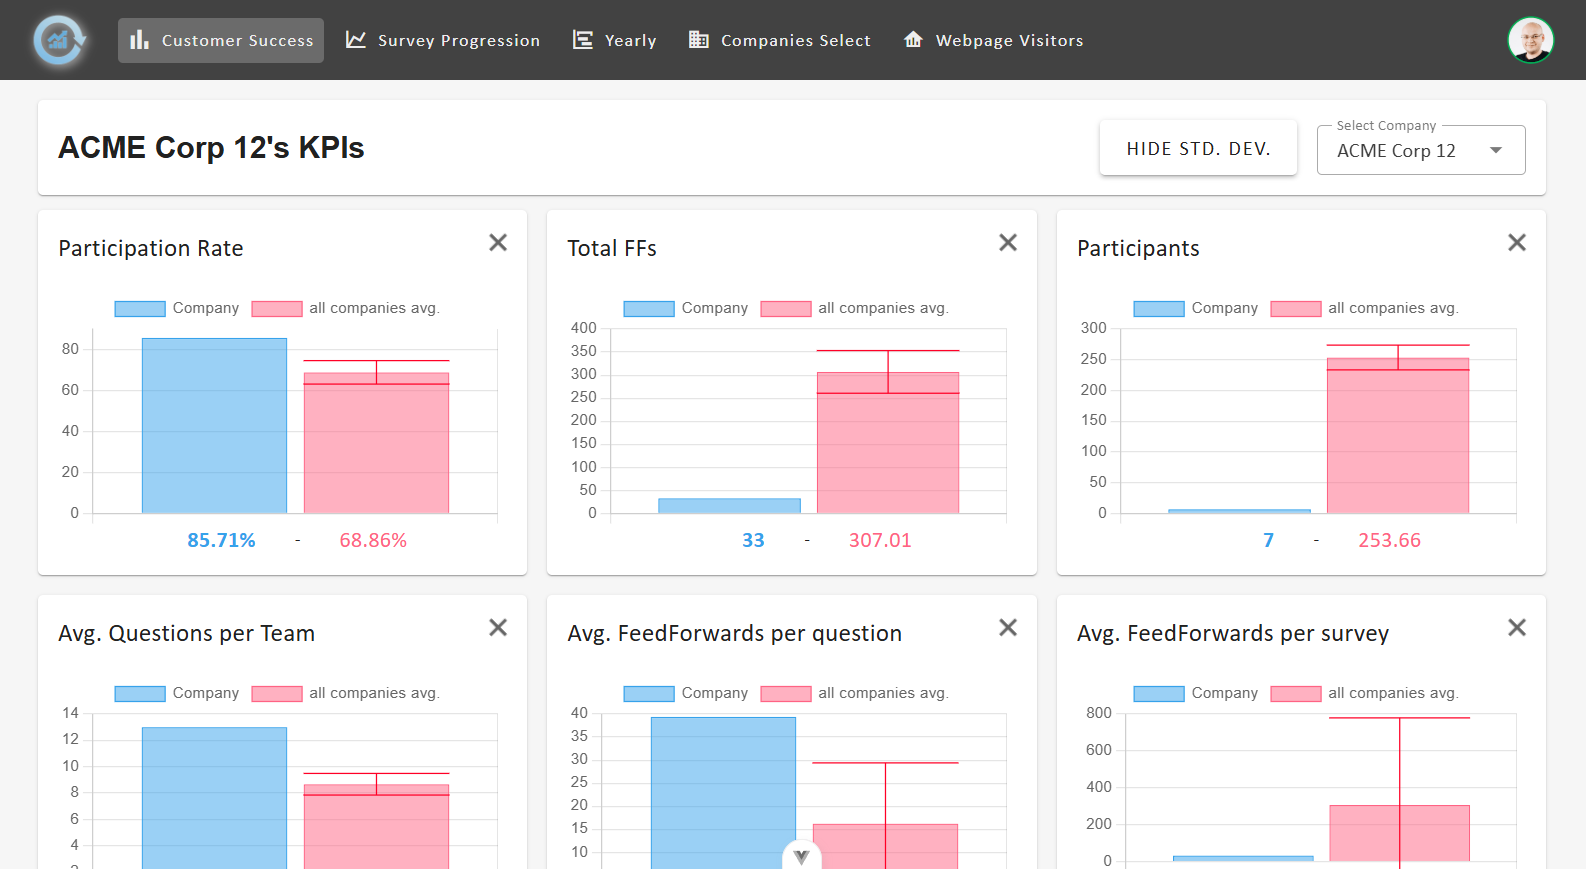 Customer Success
Survey Progression
Yearly
Companies Select
Webpage Visitors
ACME Corp 12's KPIs
HIDE STD. DEV.
Select Company
ACME Corp 12
Participation Rate
Company
all companies avg.
80
60
40
20
0
85.71% - 68.86%
Total FFs
Company
all companies avg.
400
350
300
250
200
150
100
50
0
33 - 307.01
Participants
Company
all companies avg.
300
250
200
150
100
50
0
7 - 253.66
Avg. Questions per Team
Company
all companies avg.
14
12
10
8
6
4
Avg. FeedForwards per question
Company
all companies avg.
40
35
30
25
20
15
10
Avg. FeedForwards per survey
Company
all companies avg.
800
600
400
200
0